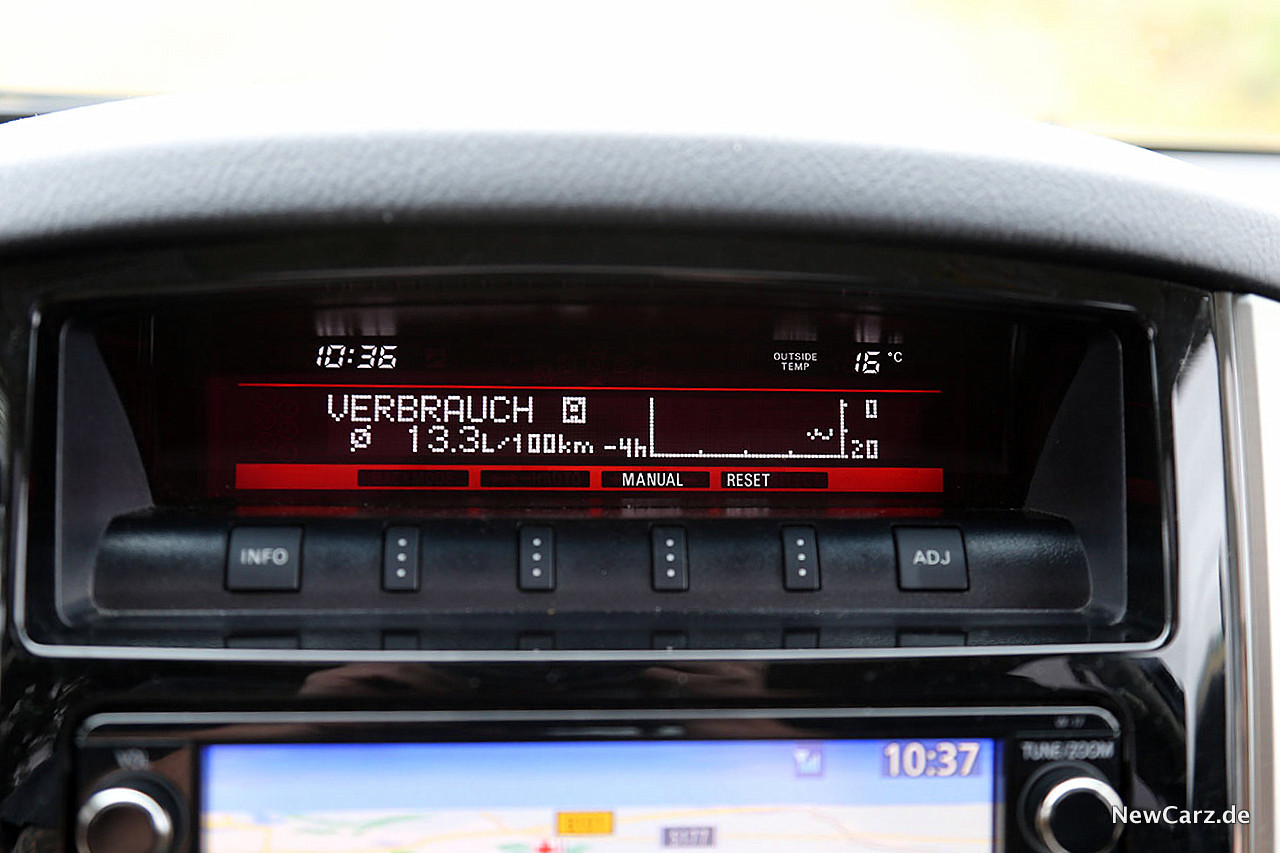 10:36 OUTSIDE TEMP 16 °C
VERBRAUCH 0
Ø 13.3L/100km -4h 20
MANUAL RESET
INFO ADJ
10:37
TUNE/ZOOM
NewCarz.de